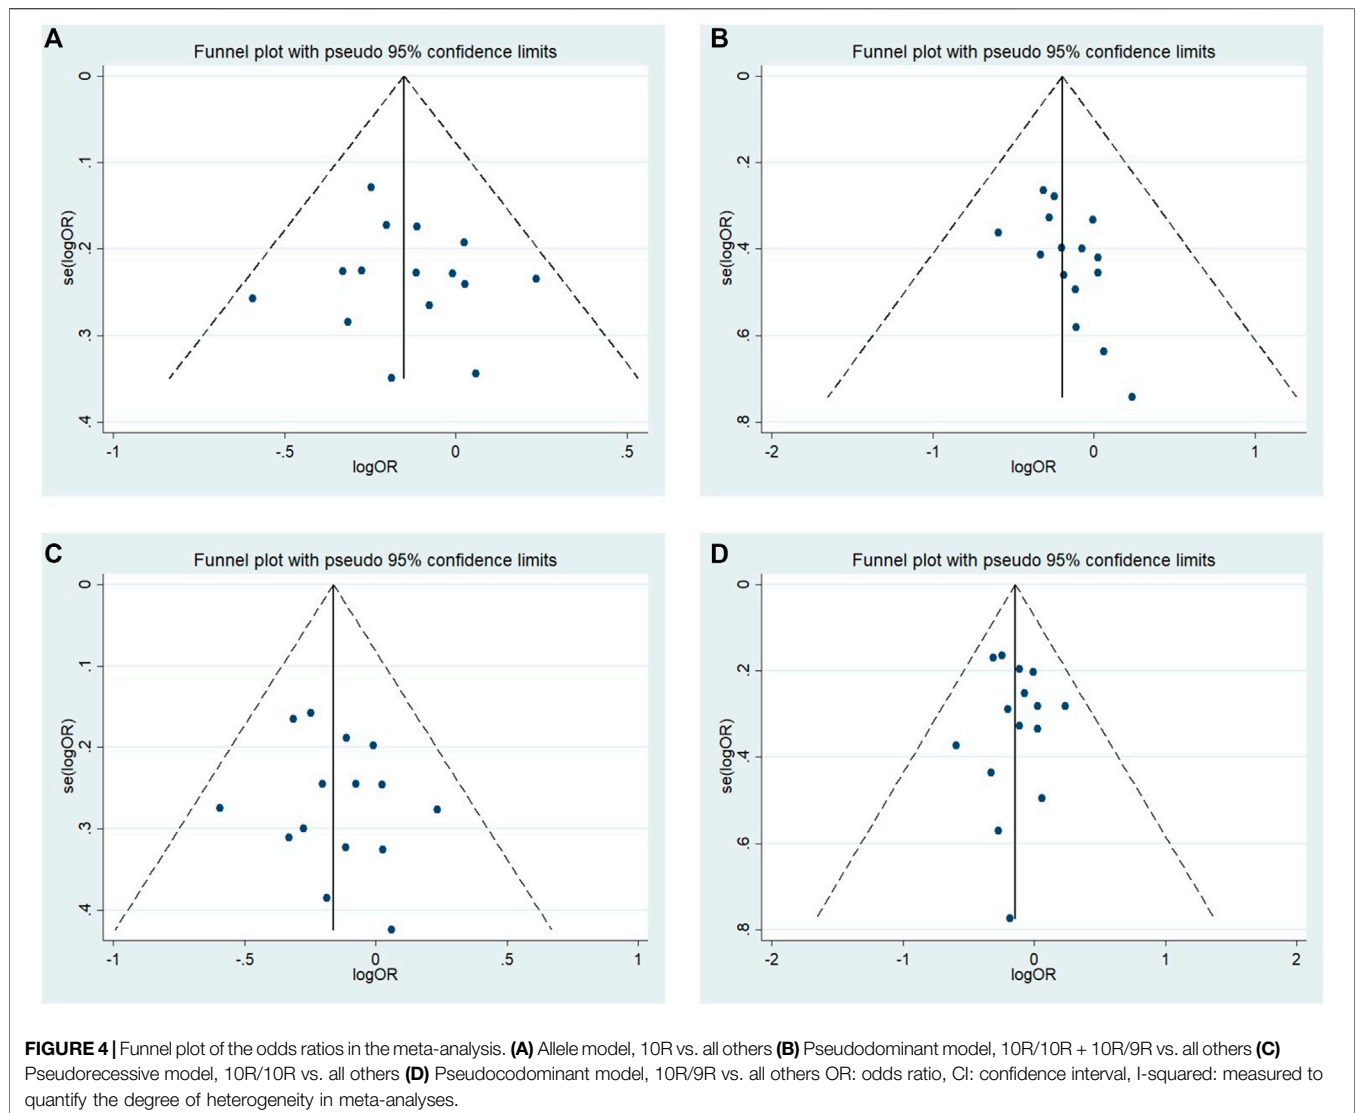 A
Funnel plot with pseudo 95% confidence limits
0
.1
.2
.3
.4
se(logOR)
-1
-.5
0
.5
logOR
B
Funnel plot with pseudo 95% confidence limits
0
.2
.4
.6
.8
se(logOR)
-2
-1
0
1
logOR
C
Funnel plot with pseudo 95% confidence limits
0
.1
.2
.3
.4
se(logOR)
-1
-.5
0
.5
1
logOR
D
Funnel plot with pseudo 95% confidence limits
0
.2
.4
.6
.8
se(logOR)
-2
-1
0
1
2
logOR
FIGURE 4 | Funnel plot of the odds ratios in the meta-analysis. (A) Allele model, 10R vs. all others (B) Pseudodominant model, 10R/10R + 10R/9R vs. all others (C)
Pseudorecessive model, 10R/10R vs. all others (D) Pseudocodominant model, 10R/9R vs. all others OR: odds ratio, CI: confidence interval, I-squared: measured to
quantify the degree of heterogeneity in meta-analyses.